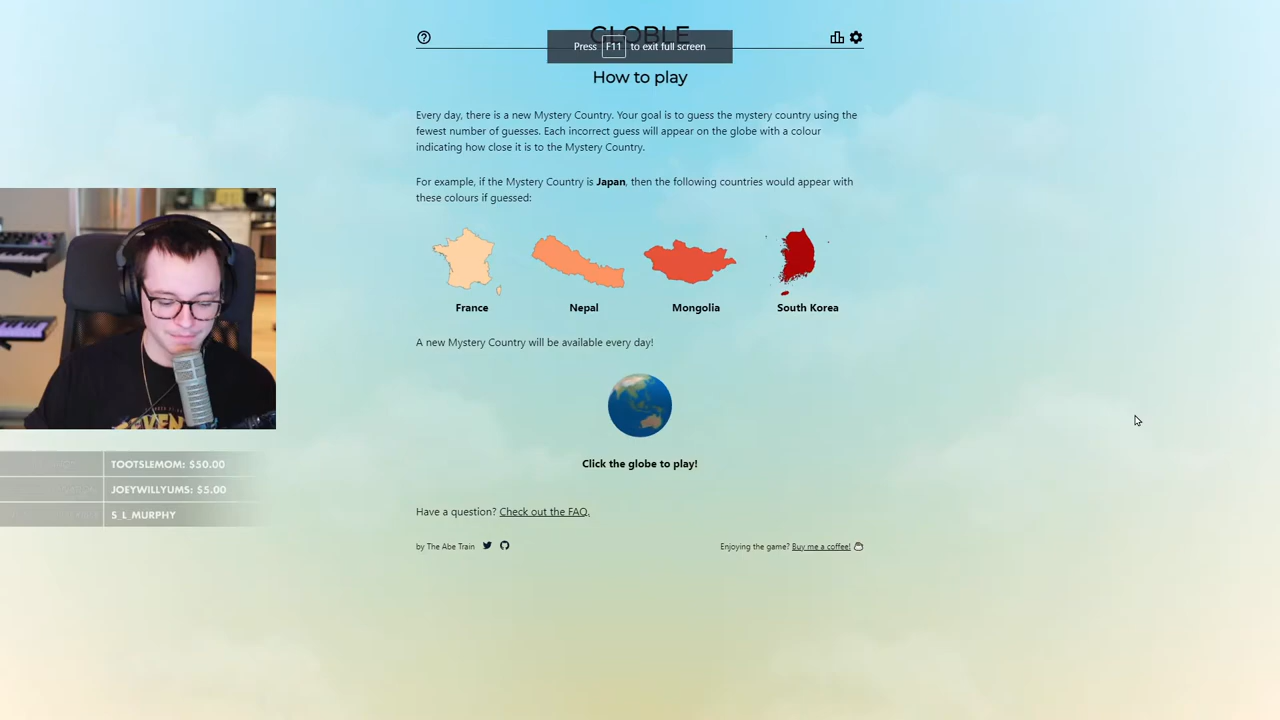 GLOBLE
Press F11 to exit full screen
How to play
Every day, there is a new Mystery Country. Your goal is to guess the mystery country using the
fewest number of guesses. Each incorrect guess will appear on the globe with a colour
indicating how close it is to the Mystery Country.
For example, if the Mystery Country is Japan, then the following countries would appear with
these colours if guessed:
France
Nepal
Mongolia
South Korea
A new Mystery Country will be available every day!
Click the globe to play!
Have a question? Check out the FAQ.
by The Abe Train
Enjoying the game? Buy me a coffee!
TOOTSLEMOM: $50.00
JOEYWILLYUMS: $5.00
S_L_MURPHY